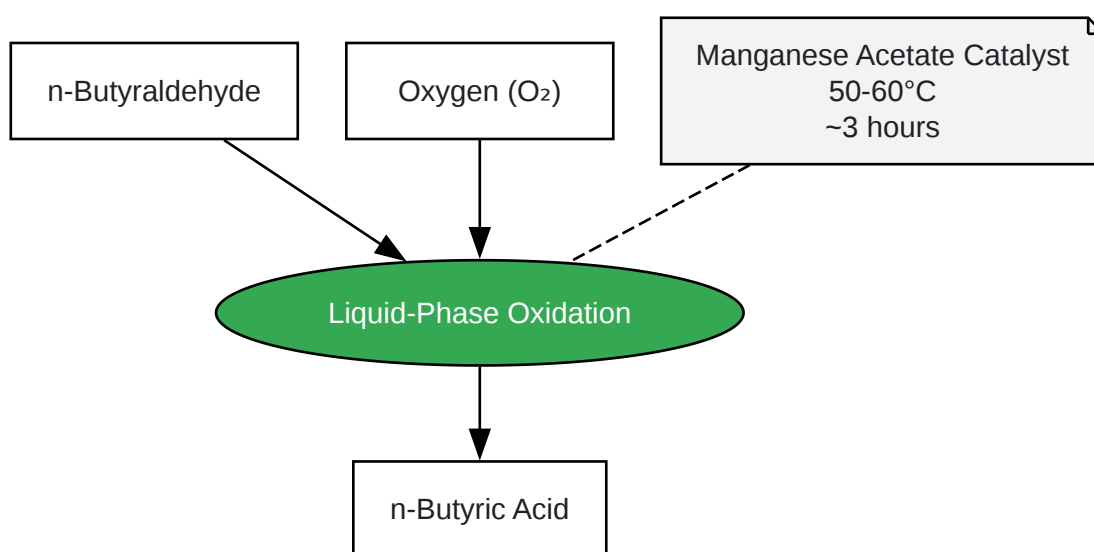 n-Butyraldehyde
Oxygen (O₂)
Manganese Acetate Catalyst
50-60°C
~3 hours
Liquid-Phase Oxidation
n-Butyric Acid